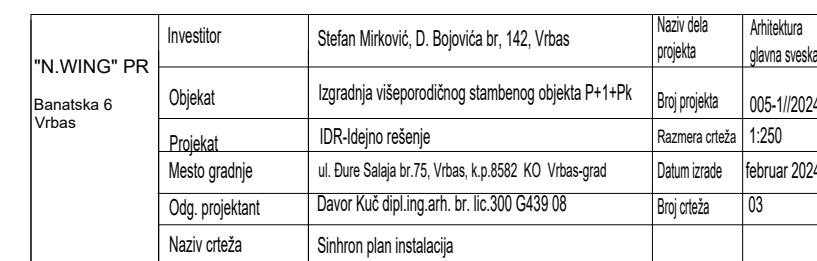 "N.WING" PR
Banatska 6
Vrbas
Investitor Stefan Mirković, D. Bojovića br, 142, Vrbas Naziv dela projekta Arhitektura glavna sveska
Objekat Izgradnja višeporodičnog stambenog objekta P+1+Pk Broj projekta 005-1//2024
Projekat IDR-Idejno rešenje Razmera crteža 1:250
Mesto gradnje ul. Đure Salaja br.75, Vrbas, k.p.8582 KO Vrbas-grad Datum izrade februar 2024
Odg. projektant Davor Kuč dipl.ing.arh. br. lic.300 G439 08 Broj crteža 03
Naziv crteža Sinhron plan instalacija